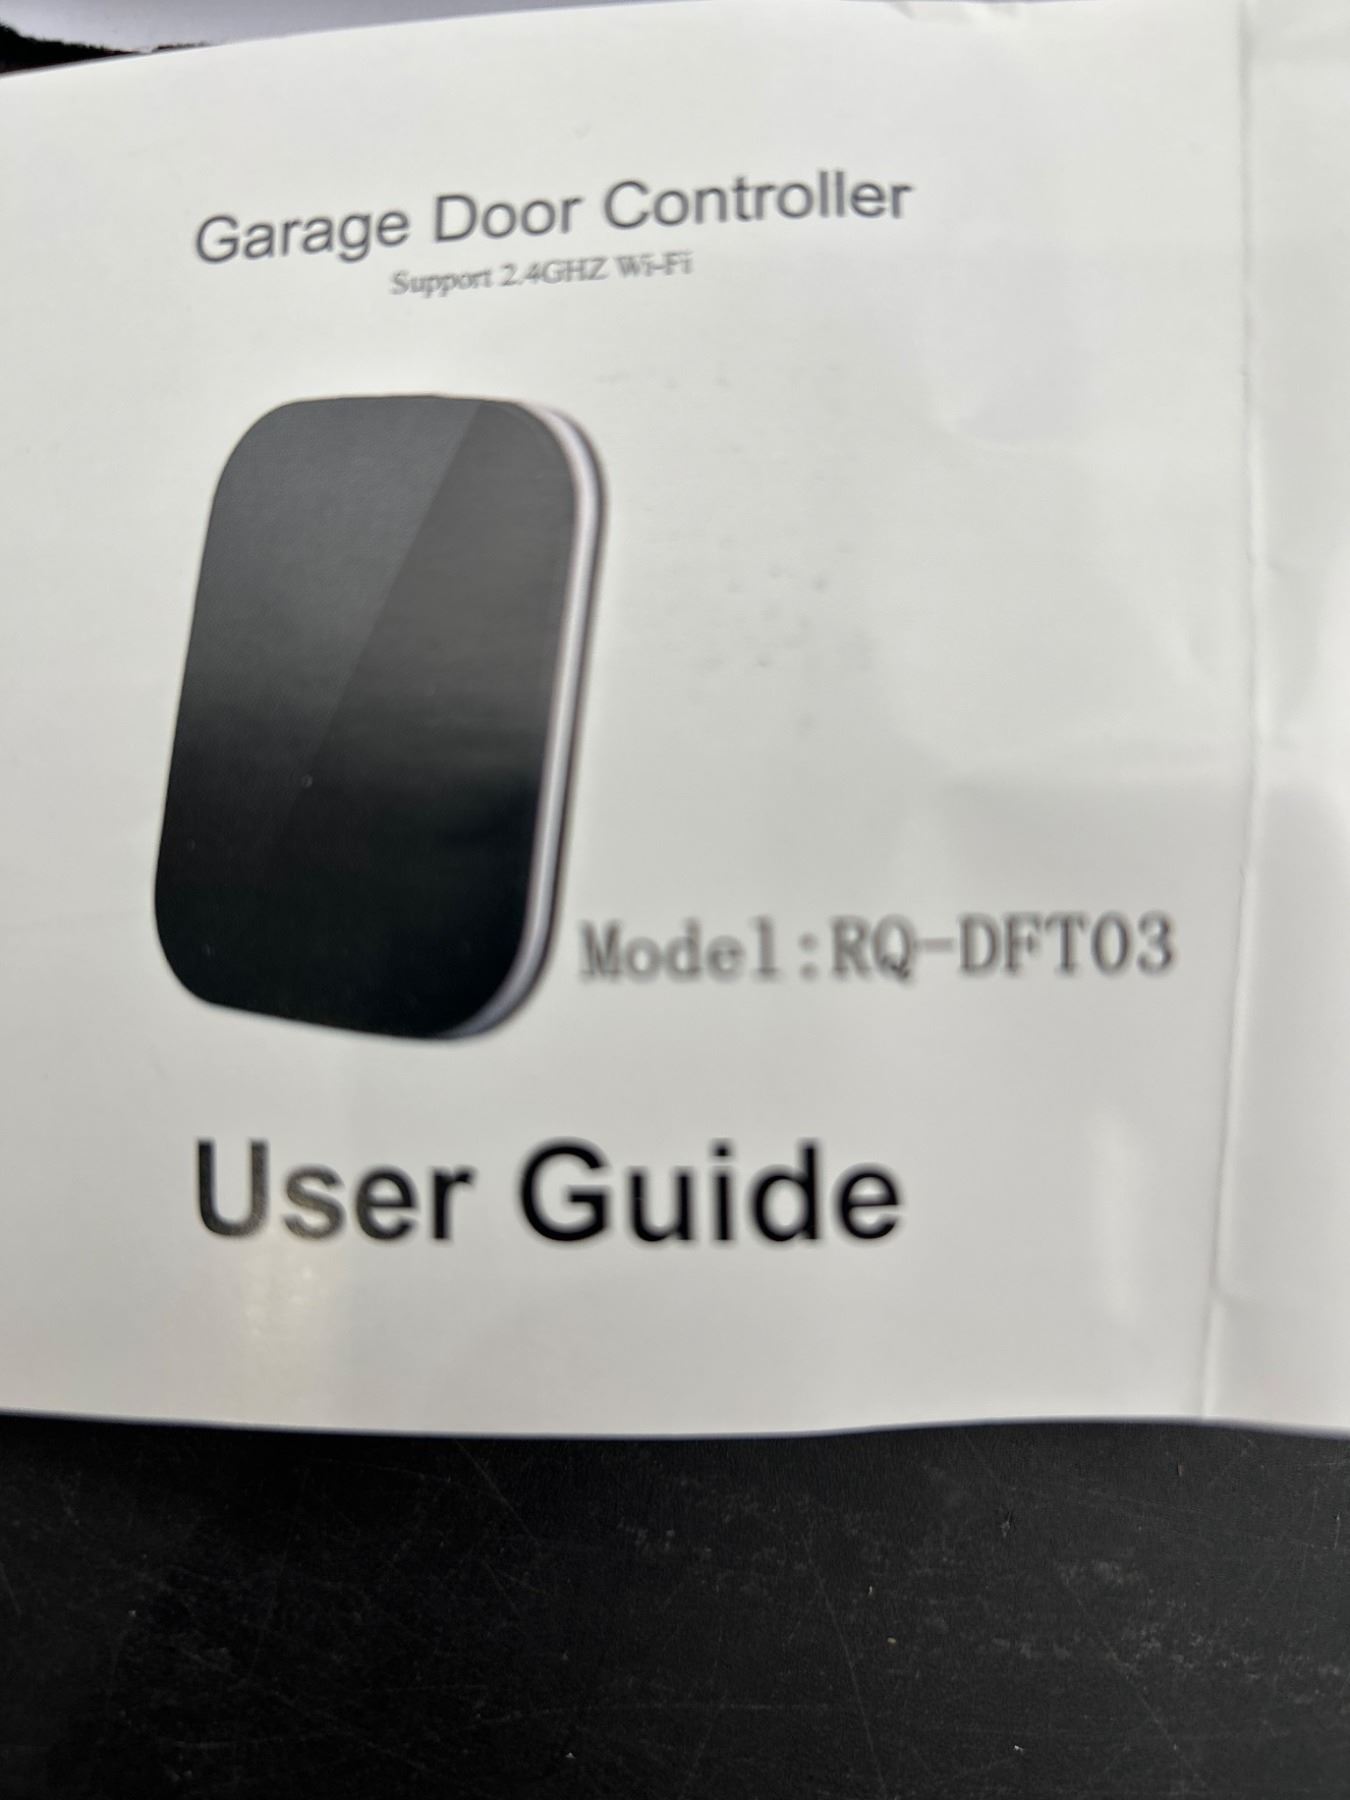 Garage Door Controller
Support 2.4GHZ Wi-Fi
Model:RQ-DFT03
User Guide